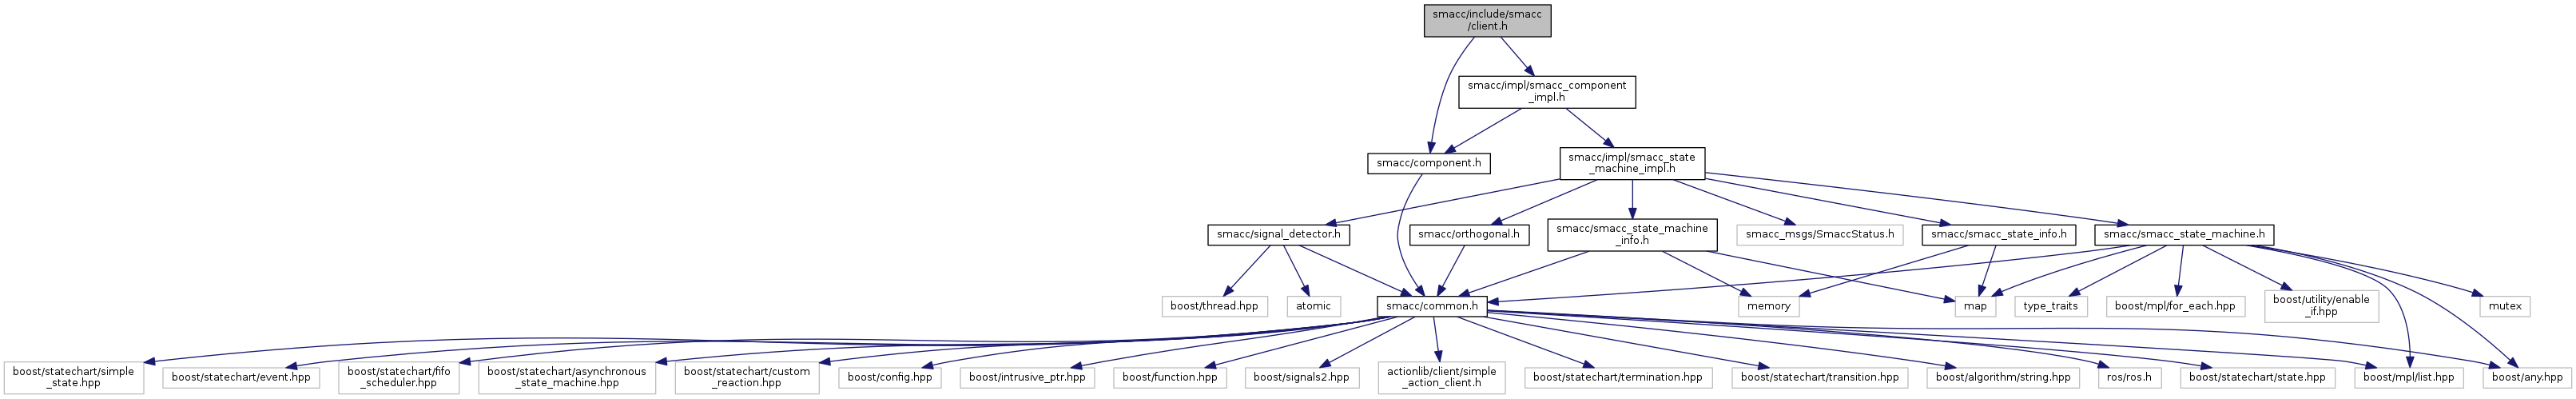 smacc/include/smacc
/client.h
smacc/impl/smacc_component
_impl.h
smacc/component.h
smacc/impl/smacc_state
_machine_impl.h
smacc/signal_detector.h
smacc/orthogonal.h
smacc/smacc_state_machine
_info.h
smacc_msgs/SmaccStatus.h
smacc/smacc_state_info.h
smacc/smacc_state_machine.h
boost/thread.hpp
atomic
smacc/common.h
memory
map
type_traits
boost/mpl/for_each.hpp
boost/utility/enable
_if.hpp
mutex
boost/statechart/simple
_state.hpp
boost/statechart/event.hpp
boost/statechart/fifo
_scheduler.hpp
boost/statechart/asynchronous
_state_machine.hpp
boost/statechart/custom
_reaction.hpp
boost/config.hpp
boost/intrusive_ptr.hpp
boost/function.hpp
boost/signals2.hpp
actionlib/client/simple
_action_client.h
boost/statechart/termination.hpp
boost/statechart/transition.hpp
boost/algorithm/string.hpp
ros/ros.h
boost/statechart/state.hpp
boost/mpl/list.hpp
boost/any.hpp